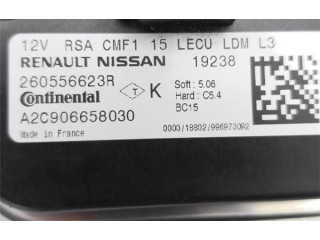 12V RSA CMF1 15 LECU LDM L3
RENAULT NISSAN 19238
260556623R
Continental T K
A2C906658030
Soft : 5.06
Hard : C5.4
BC15
Made in France
0000/18802/996970092